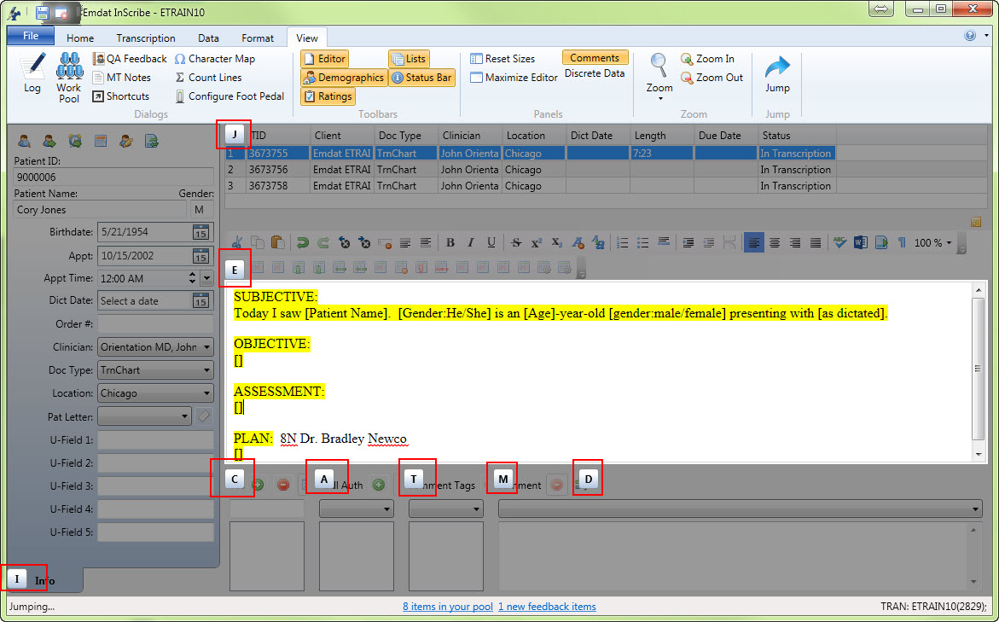 Emdat InScribe - ETRAIN10
File Home Transcription Data Format View
Log
Work Pool
QA Feedback
MT Notes
Shortcuts
Character Map
Count Lines
Configure Foot Pedal
Dialogs
Editor
Demographics
Ratings
Lists
Status Bar
Toolbars
Reset Sizes
Maximize Editor
Comments
Discrete Data
Panels
Zoom
Zoom In
Zoom Out
Zoom
Jump
Jump
Patient ID:
9000006
Patient Name: Gender:
Cory Jones M
Birthdate: 5/21/1954 15
Appt: 10/15/2002 15
Appt Time: 12:00 AM
Dict Date: Select a date 15
Order #:
Clinician: Orientation MD, John
Doc Type: TrnChart
Location: Chicago
Pat Letter:
U-Field 1:
U-Field 2:
U-Field 3:
U-Field 4:
U-Field 5:
I Info
J TID Client Doc Type Clinician Location Dict Date Length Due Date Status
1 3673755 Emdat ETRAI TrnChart John Orienta Chicago 7:23 In Transcription
2 3673756 Emdat ETRAI TrnChart John Orienta Chicago In Transcription
3 3673758 Emdat ETRAI TrnChart John Orienta Chicago In Transcription
B I U S x² X₂ ABC 100 %
E
SUBJECTIVE:
Today I saw [Patient Name].  [Gender:He/She] is an [Age]-year-old [gender:male/female] presenting with [as dictated].
OBJECTIVE:
[]
ASSESSMENT:
[]
PLAN:  8N Dr. Bradley Newco
[]
C A ll Auth T ment Tags M ment D
Jumping... 8 items in your pool 1 new feedback items TRAN: ETRAIN10(2829);